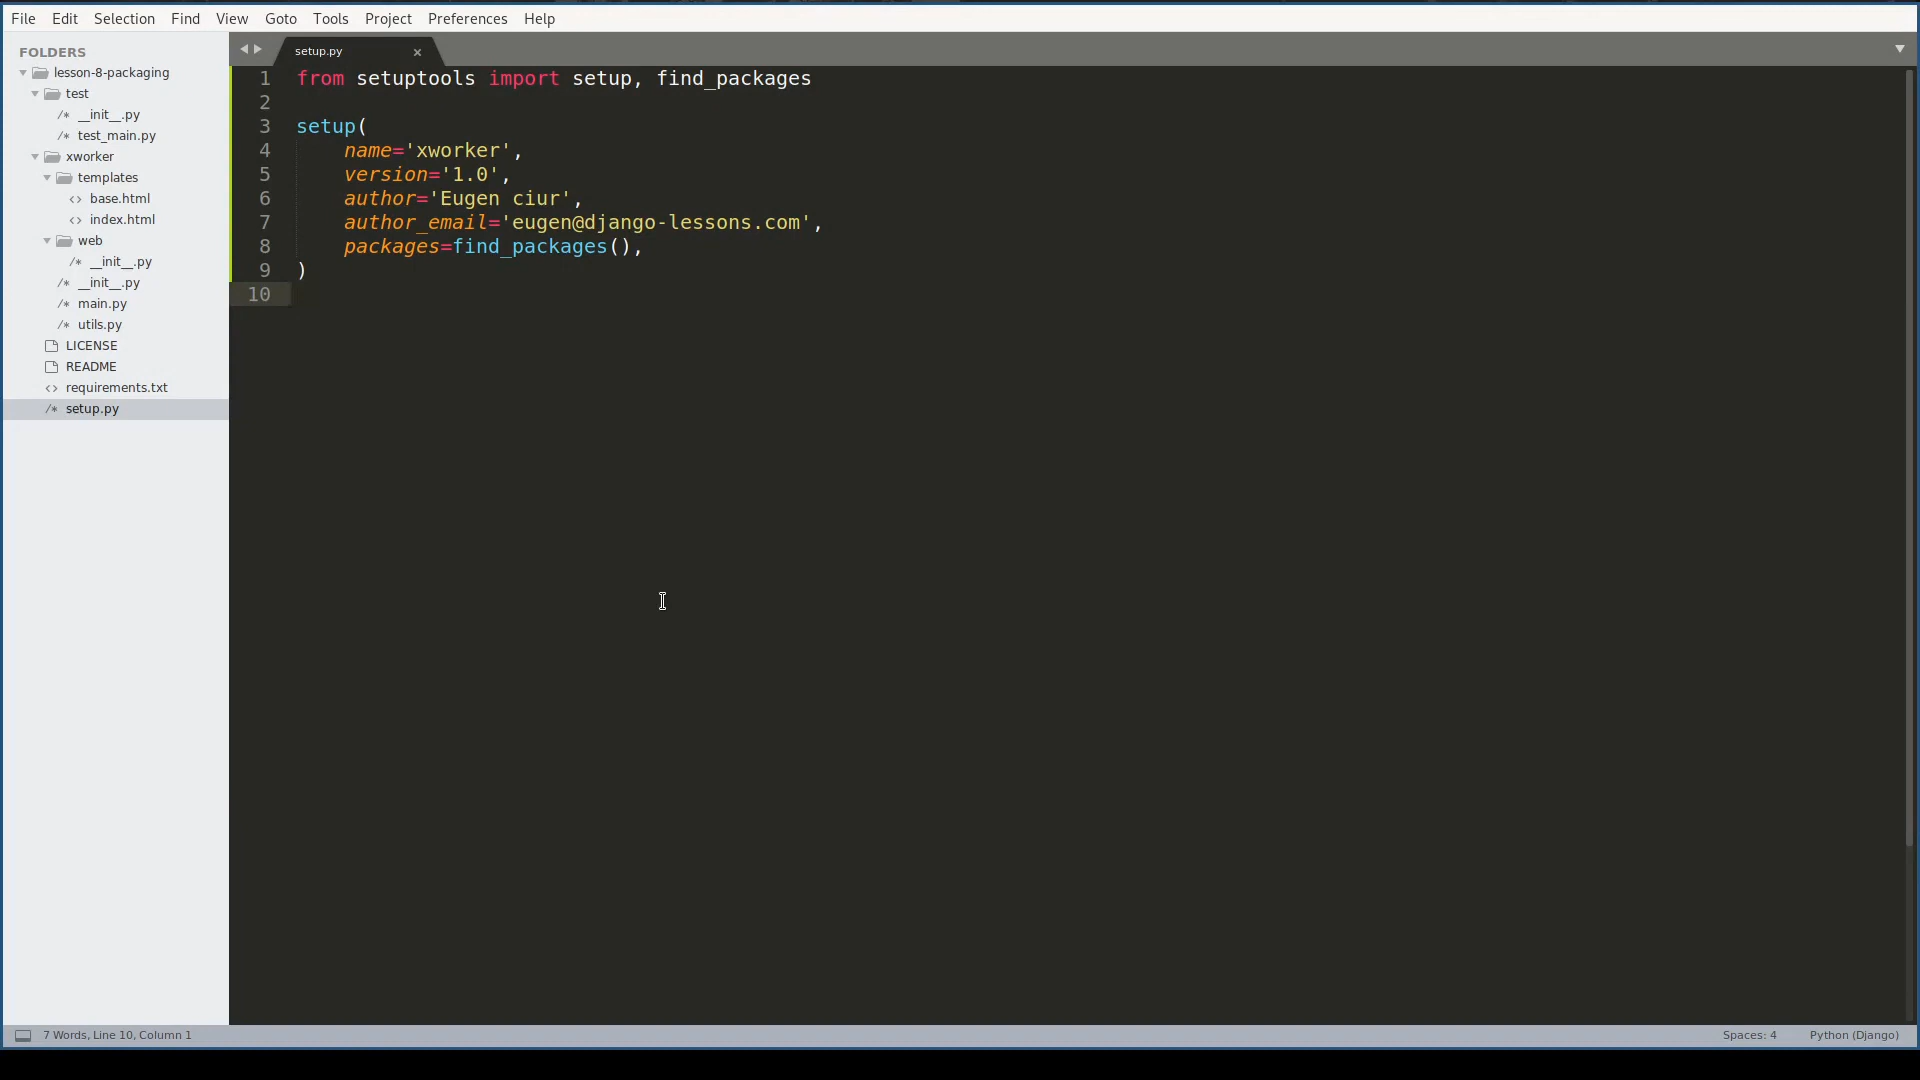 File Edit Selection Find View Goto Tools Project Preferences Help
FOLDERS
lesson-8-packaging
test
/* __init__.py
/* test_main.py
xworker
templates
<> base.html
<> index.html
web
/* __init__.py
/* __init__.py
/* main.py
/* utils.py
LICENSE
README
<> requirements.txt
/* setup.py
setup.py ×
1 from setuptools import setup, find_packages
2
3 setup(
4     name='xworker',
5     version='1.0',
6     author='Eugen ciur',
7     author_email='eugen@django-lessons.com',
8     packages=find_packages(),
9 )
10
7 Words, Line 10, Column 1
Spaces: 4 Python (Django)